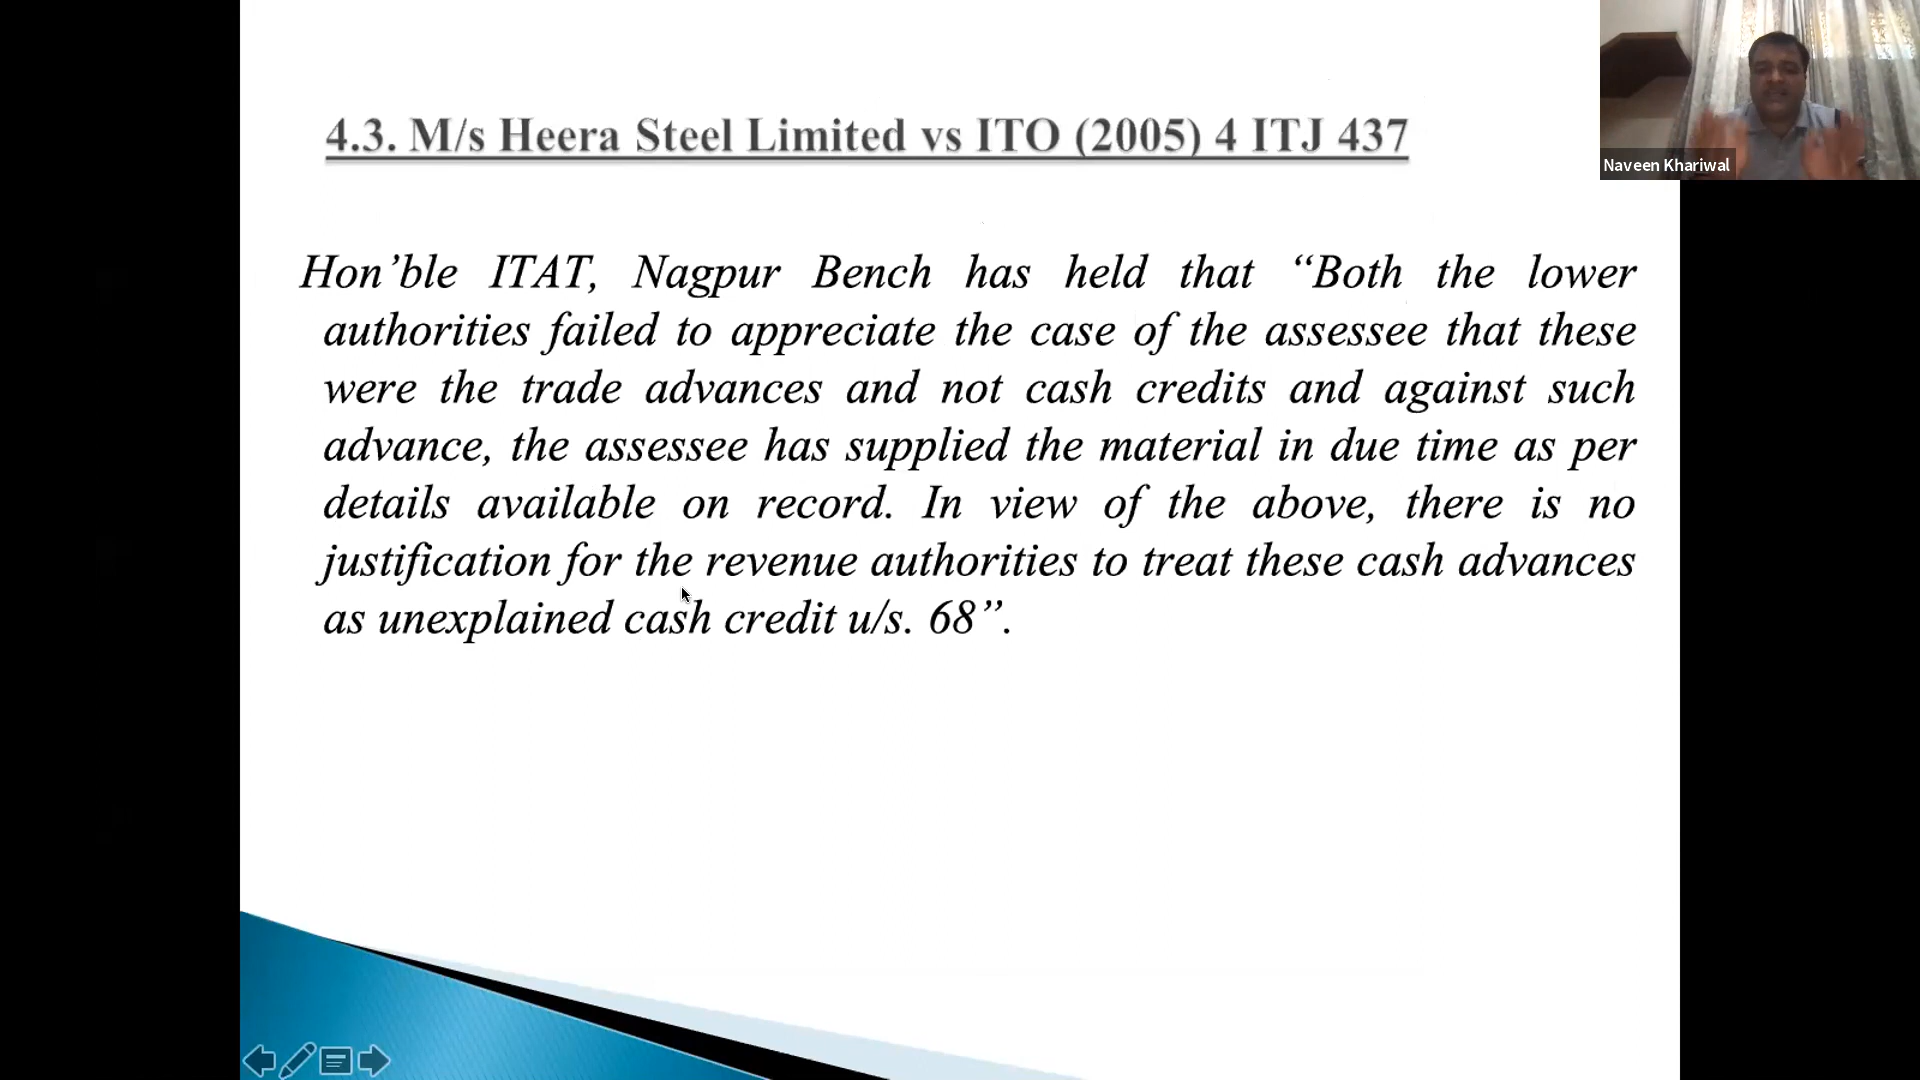 4.3. M/s Heera Steel Limited vs ITO (2005) 4 ITJ 437
Naveen Khariwal
Hon’ble ITAT, Nagpur Bench has held that “Both the lower
authorities failed to appreciate the case of the assessee that these
were the trade advances and not cash credits and against such
advance, the assessee has supplied the material in due time as per
details available on record. In view of the above, there is no
justification for the revenue authorities to treat these cash advances
as unexplained cash credit u/s. 68”.